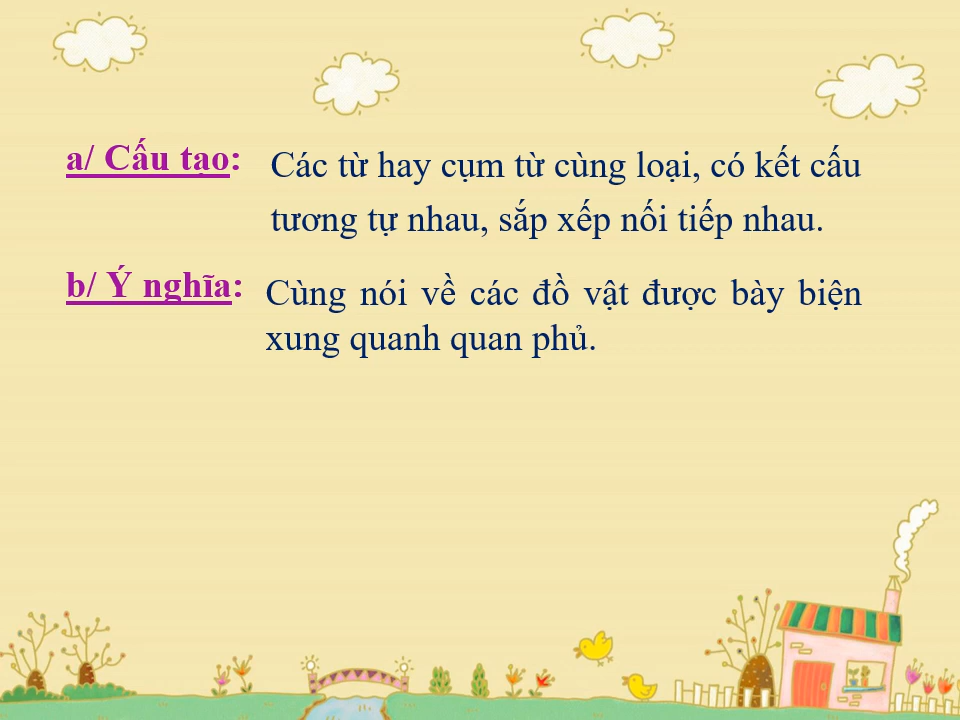 a/ Cấu tạo: Các từ hay cụm từ cùng loại, có kết cấu
tương tự nhau, sắp xếp nối tiếp nhau.
b/ Ý nghĩa: Cùng nói về các đồ vật được bày biện
xung quanh quan phủ.